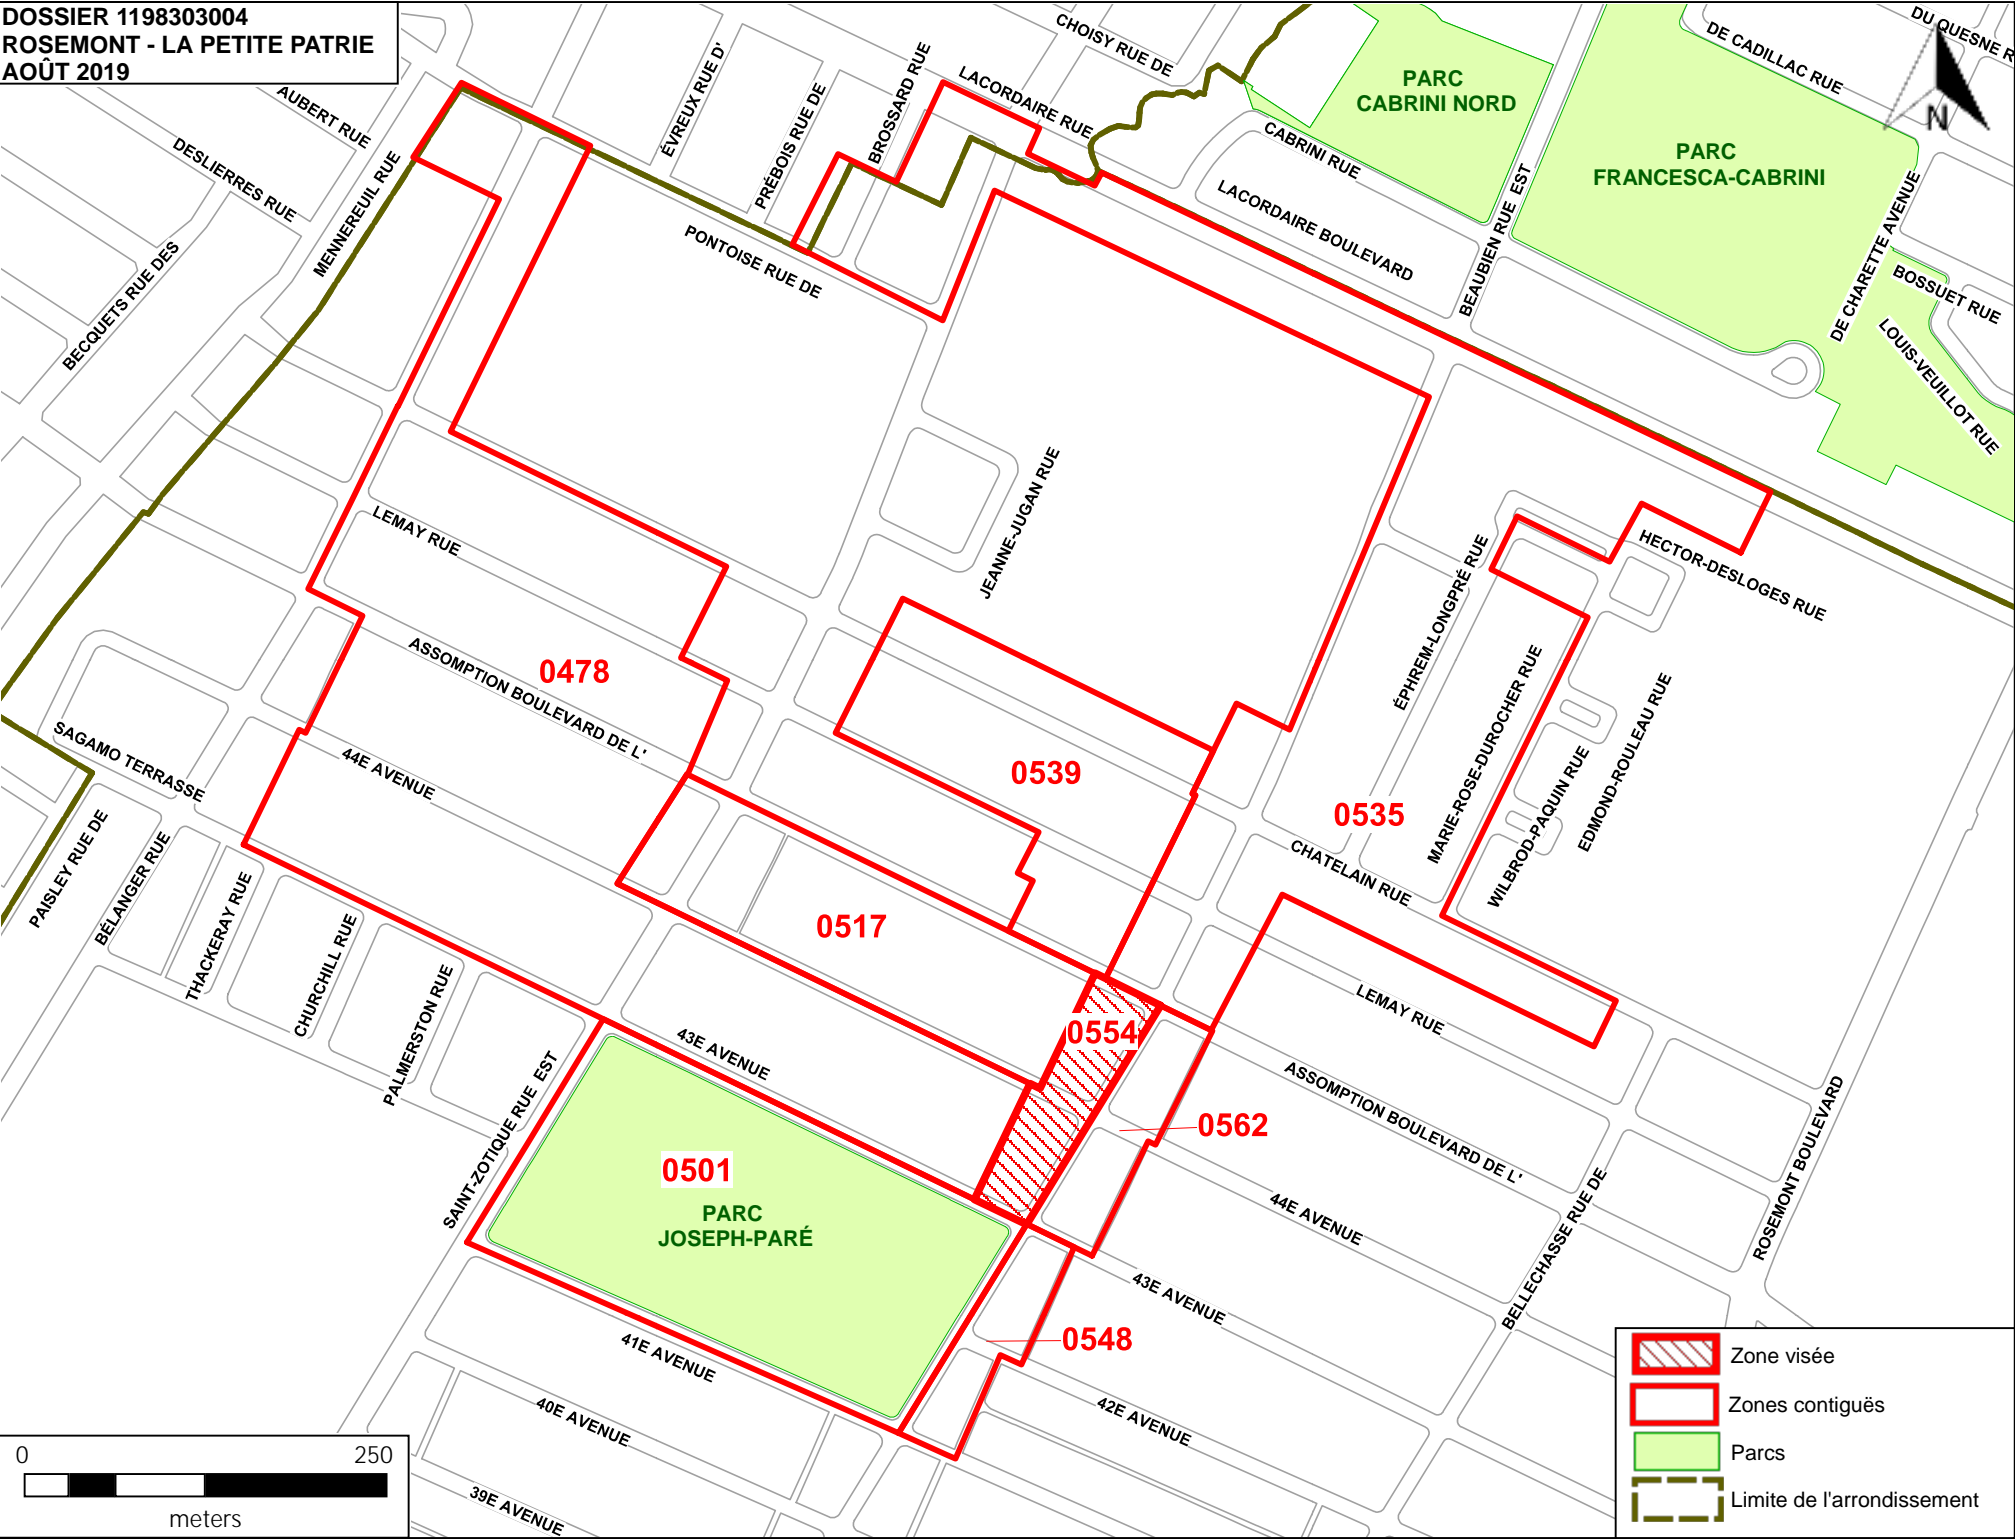 DOSSIER 1198303004
ROSEMONT - LA PETITE PATRIE
AOÛT 2019
CHOISY RUE DE
DU QUESNE R
DE CADILLAC RUE
N
ÉVREUX RUE D'
PRÉBOIS RUE DE
BROSSARD RUE
LACORDAIRE RUE
PARC
CABRINI NORD
PARC
FRANCESCA-CABRINI
CABRINI RUE
LACORDAIRE BOULEVARD
BEAUBIEN RUE EST
DE CHARETTE AVENUE
BOSSUET RUE
LOUIS-VEUILLOT RUE
AUBERT RUE
DESLIERRES RUE
MENNEREUIL RUE
BECQUETS RUE DES
PONTOISE RUE DE
JEANNE-JUGAN RUE
LEMAY RUE
ASSOMPTION BOULEVARD DE L'
0478
44E AVENUE
SAGAMO TERRASSE
PAISLEY RUE DE
BÉLANGER RUE
THACKERAY RUE
CHURCHILL RUE
PALMERSTON RUE
SAINT-ZOTIQUE RUE EST
0539
0517
0535
ÉPHREM-LONGPRÉ RUE
MARIE-ROSE-DUROCHER RUE
HECTOR-DESLOGES RUE
WILBROD-PAQUIN RUE
EDMOND-ROULEAU RUE
CHATELAIN RUE
LEMAY RUE
0554
43E AVENUE
0562
ASSOMPTION BOULEVARD DE L'
44E AVENUE
0501
PARC
JOSEPH-PARÉ
43E AVENUE
BELLECHASSE RUE DE
ROSEMONT BOULEVARD
0548
41E AVENUE
40E AVENUE
42E AVENUE
39E AVENUE
0 250
meters
Zone visée
Zones contiguës
Parcs
Limite de l'arrondissement